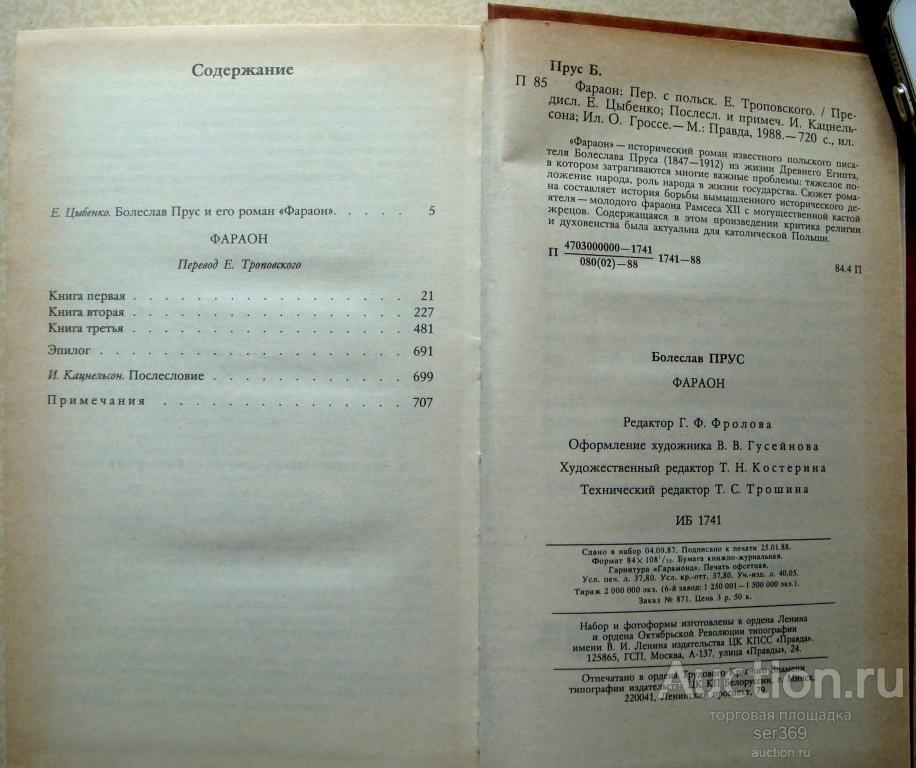 Содержание
Е. Цыбенко. Болеслав Прус и его роман «Фараон». . . . . 5
ФАРАОН
Перевод Е. Троповского
Книга первая . . . . . . . . . . . . . . . . 21
Книга вторая . . . . . . . . . . . . . . . . 227
Книга третья . . . . . . . . . . . . . . . . 481
Эпилог . . . . . . . . . . . . . . . . . . 691
И. Кацнельсон. Послесловие . . . . . . . . . . . 699
Примечания . . . . . . . . . . . . . . 707
Прус Б.
П 85 Фараон: Пер. с польск. Е. Троповского. / Пре-
дисл. Е. Цыбенко; Послесл. и примеч. И. Кацнель-
сона; Ил. О. Гроссе.— М.: Правда, 1988.—720 с., ил.
«Фараон» — исторический роман известного польского писа-
теля Болеслава Пруса (1847—1912) из жизни Древнего Египта,
в котором затрагиваются многие важные проблемы: тяжелое по-
ложение народа, роль народа в жизни государства. Сюжет рома-
на составляет история борьбы вымышленного исторического де-
ятеля — молодого фараона Рамсеса XII с могущественной кастой
жрецов. Содержащаяся в этом произведении критика религии
и духовенства была актуальна для католической Польши.
П 4703000000—1741
080(02)—88 1741—88
84.4 П
Болеслав ПРУС
ФАРАОН
Редактор Г. Ф. Фролова
Оформление художника В. В. Гусейнова
Художественный редактор Т. Н. Костерина
Технический редактор Т. С. Трошина
ИБ 1741
Сдано в набор 04.09.87. Подписано к печати 25.01.88.
Формат 84×108¹/₃₂. Бумага книжно-журнальная.
Гарнитура «Гарамонд». Печать офсетная.
Усл. печ. л. 37,80. Усл. кр.-отт. 37,80. Уч.-изд. л. 40,05.
Тираж 2 000 000 экз. (6-й завод: 1 250 001—1 500 000 экз.).
Заказ № 871. Цена 3 р. 50 к.
Набор и фотоформы изготовлены в ордена Ленина
и ордена Октябрьской Революции типографии
имени В. И. Ленина издательства ЦК КПСС «Правда».
125865, ГСП, Москва, А-137, улица «Правды», 24.
Отпечатано в ордена Трудового Красного Знамени
типографии издательства ЦК КП Белоруссии. г. Минск,
220041, Ленинский проспект, 79.
Auction.ru
торговая площадка
ser369
auction.ru